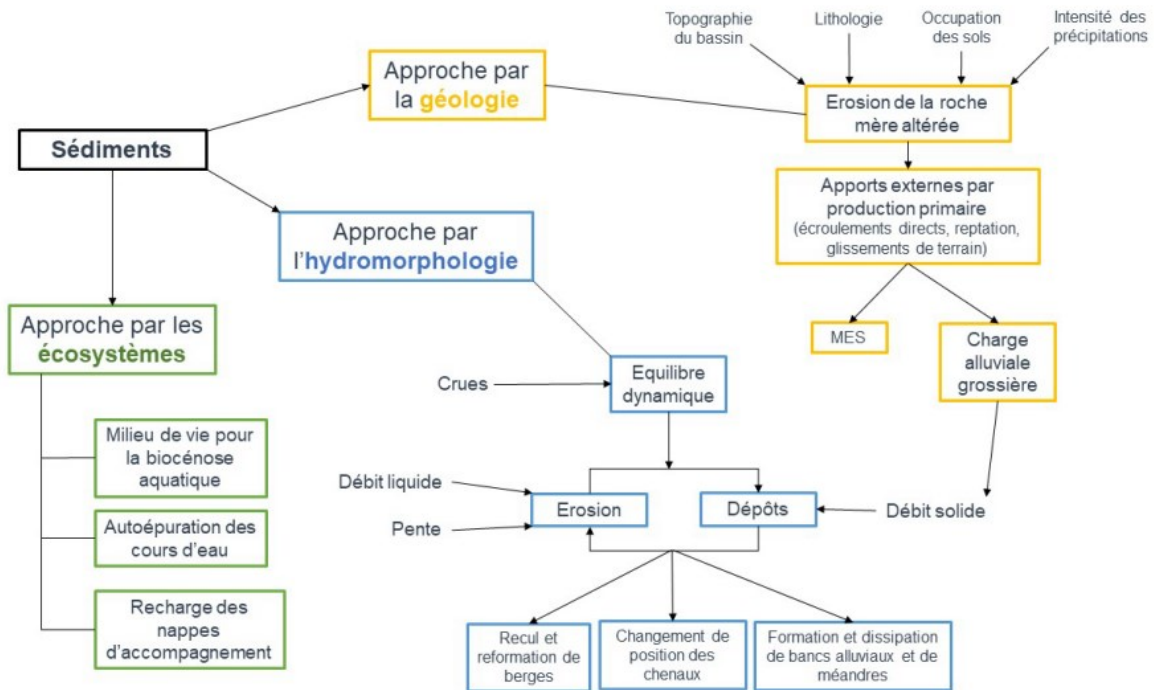 Topographie
du bassin
Lithologie
Occupation
des sols
Intensité des
précipitations
Approche par
la géologie
Erosion de la roche
mère altérée
Sédiments
Apports externes par
production primaire
(écroulements directs, reptation,
glissements de terrain)
Approche par
l'hydromorphologie
Approche par les
écosystèmes
MES
Charge
alluviale
grossière
Crues
Equilibre
dynamique
Milieu de vie pour
la biocénose
aquatique
Débit liquide
Erosion
Dépôts
Débit solide
Pente
Autoépuration des
cours d'eau
Recharge des
nappes
d'accompagnement
Recul et
reformation de
berges
Changement de
position des
chenaux
Formation et dissipation
de bancs alluviaux et de
méandres